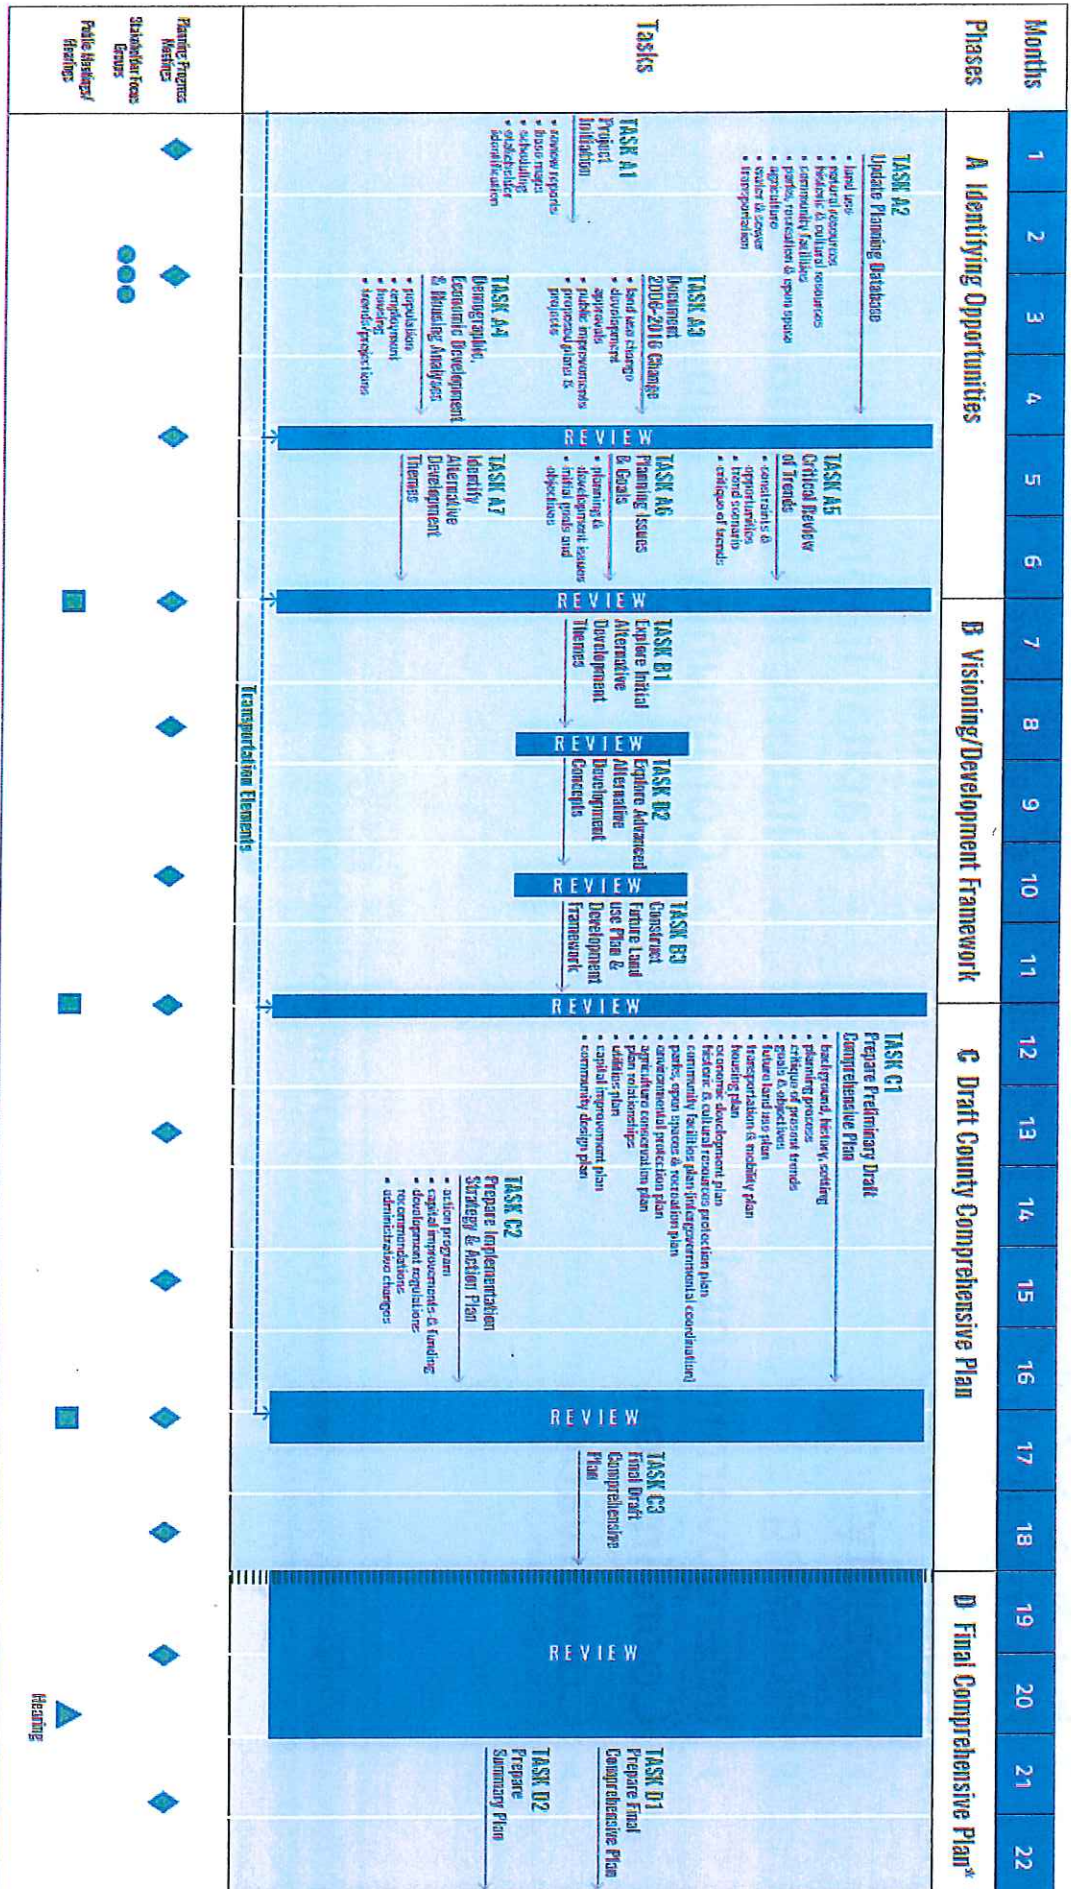 Months
1
2
3
4
5
6
7
8
9
10
11
12
13
14
15
16
17
18
19
20
21
22
Phases
A Identifying Opportunities
B Visioning/Development Framework
C Draft County Comprehensive Plan
D Final Comprehensive Plan*
Tasks
TASK A2
Update Planning Database
• land use
• natural resources
• historic & cultural resources
• community facilities
• parks, recreation & open space
• agriculture
• water & sewer
• transportation
TASK A1
Project
Initiation
• review reports
• base maps
• scheduling
• stakeholder
identification
TASK A3
Document
2006-2016 Change
• land use change
• development
approvals
• public improvements
• proposed plans &
projects
TASK A4
Demographic,
Economic Development
& Housing Analyses
• population
• employment
• housing
• trends/projections
REVIEW
TASK A5
Critical Review
of Trends
• constraints &
opportunities
• trend scenario
• critique of trends
TASK A6
Planning Issues
& Goals
• planning &
development issues
• initial goals and
objectives
TASK A7
Identify
Alternative
Development
Themes
REVIEW
TASK B1
Explore Initial
Alternative
Development
Themes
REVIEW
TASK B2
Explore Advanced
Alternative
Development
Concepts
REVIEW
TASK B3
Construct
Future Land
use Plan &
Development
Framework
REVIEW
TASK C1
Prepare Preliminary Draft
Comprehensive Plan
• background, history, setting
• planning process
• critique of present trends
• goals & objectives
• future land use plan
• transportation & mobility plan
• housing plan
• economic development plan
• historic & cultural resources protection plan
• community facilities plan (intergovernmental coordination)
• parks, open spaces & recreation plan
• environmental protection plan
• agriculture conservation plan
• plan relationships
• utilities plan
• capital improvement plan
• community design plan
TASK C2
Prepare Implementation
Strategy & Action Plan
• action program
• capital improvements & funding
• development regulations
recommendations
• administrative changes
REVIEW
TASK C3
Final Draft
Comprehensive
Plan
REVIEW
TASK D1
Prepare Final
Comprehensive Plan
TASK D2
Prepare
Summary Plan
Transportation Elements
Planning Progress
Meetings
Stakeholder Focus
Groups
Public Meetings/
Hearings
Hearing